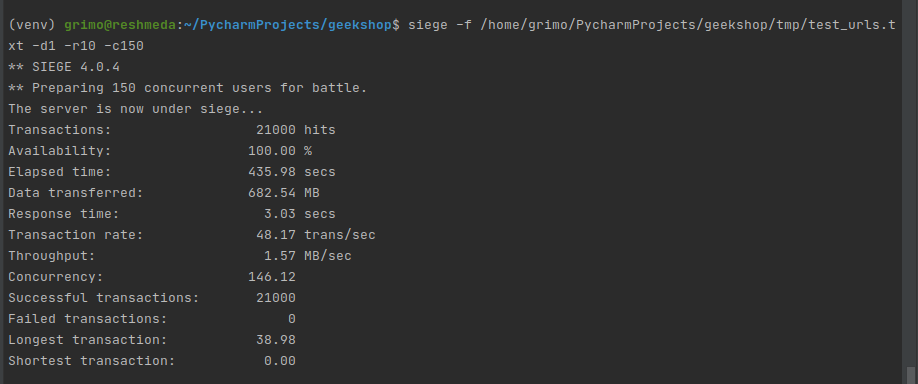 (venv) grimo@reshmeda:~/PycharmProjects/geekshop$ siege -f /home/grimo/PycharmProjects/geekshop/tmp/test_urls.t
xt -d1 -r10 -c150
** SIEGE 4.0.4
** Preparing 150 concurrent users for battle.
The server is now under siege...
Transactions:                  21000 hits
Availability:                 100.00 %
Elapsed time:                 435.98 secs
Data transferred:             682.54 MB
Response time:                  3.03 secs
Transaction rate:              48.17 trans/sec
Throughput:                     1.57 MB/sec
Concurrency:                  146.12
Successful transactions:       21000
Failed transactions:               0
Longest transaction:           38.98
Shortest transaction:           0.00